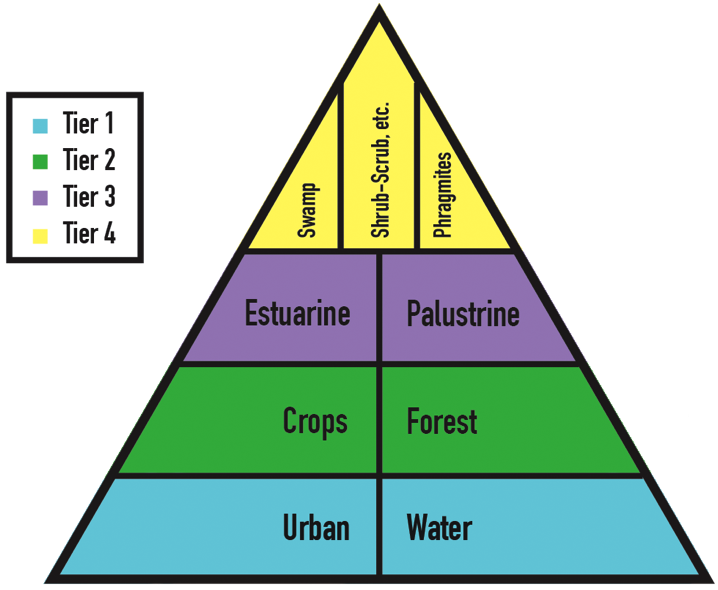 Tier 1
Tier 2
Tier 3
Tier 4
Swamp
Shrub-Scrub, etc.
Phragmites
Estuarine
Palustrine
Crops
Forest
Urban
Water